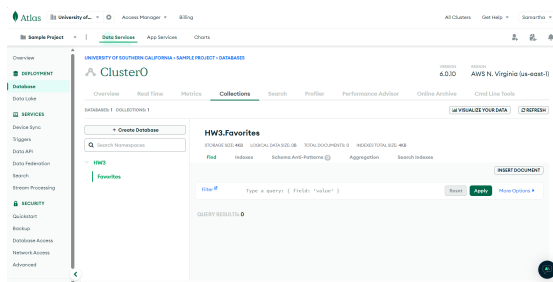 Atlas
University of...
Access Manager
Billing
All Clusters
Get Help
Samartha
Sample Project
Data Services
App Services
Charts
Overview
DEPLOYMENT
Database
Data Lake
SERVICES
Device Sync
Triggers
Data API
Data Federation
Search
Stream Processing
SECURITY
Quickstart
Backup
Database Access
Network Access
Advanced
UNIVERSITY OF SOUTHERN CALIFORNIA > SAMPLE PROJECT > DATABASES
Cluster0
VERSION
6.0.10
REGION
AWS N. Virginia (us-east-1)
Overview
Real Time
Metrics
Collections
Search
Profiler
Performance Advisor
Online Archive
Cmd Line Tools
DATABASES: 1 COLLECTIONS: 1
VISUALIZE YOUR DATA
REFRESH
+ Create Database
Search Namespaces
HW3
Favorites
HW3.Favorites
STORAGE SIZE: 4KB LOGICAL DATA SIZE: 0B TOTAL DOCUMENTS: 0 INDEXES TOTAL SIZE: 4KB
Find
Indexes
Schema Anti-Patterns
Aggregation
Search Indexes
INSERT DOCUMENT
Filter
Type a query: { field: 'value' }
Reset
Apply
More Options
QUERY RESULTS: 0